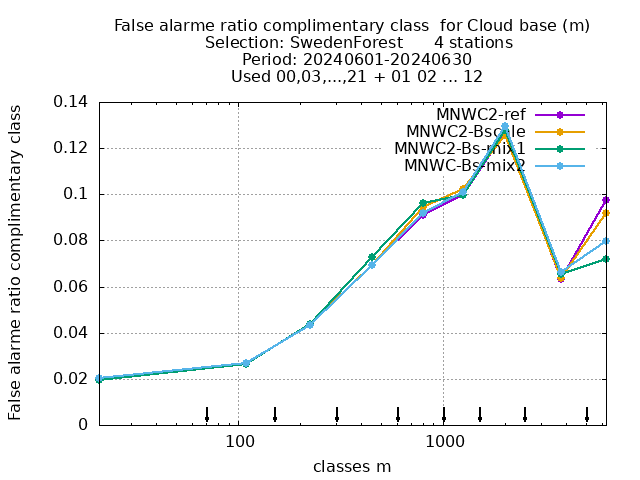 False alarme ratio complimentary class for Cloud base (m)
Selection: SwedenForest 4 stations
Period: 20240601-20240630
Used 00,03,...,21 + 01 02 ... 12
False alarme ratio complimentary class
0.14
0.12
0.1
0.08
0.06
0.04
0.02
0
MNWC2-ref
MNWC2-Bscale
MNWC2-Bs-mix1
MNWC-Bs-mix2
100
1000
classes m